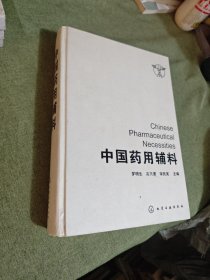 Chinese
Pharmaceutical
Necessities
中国药用辅料
罗明生 高天惠 宋民宪 主编
化学工业出版社